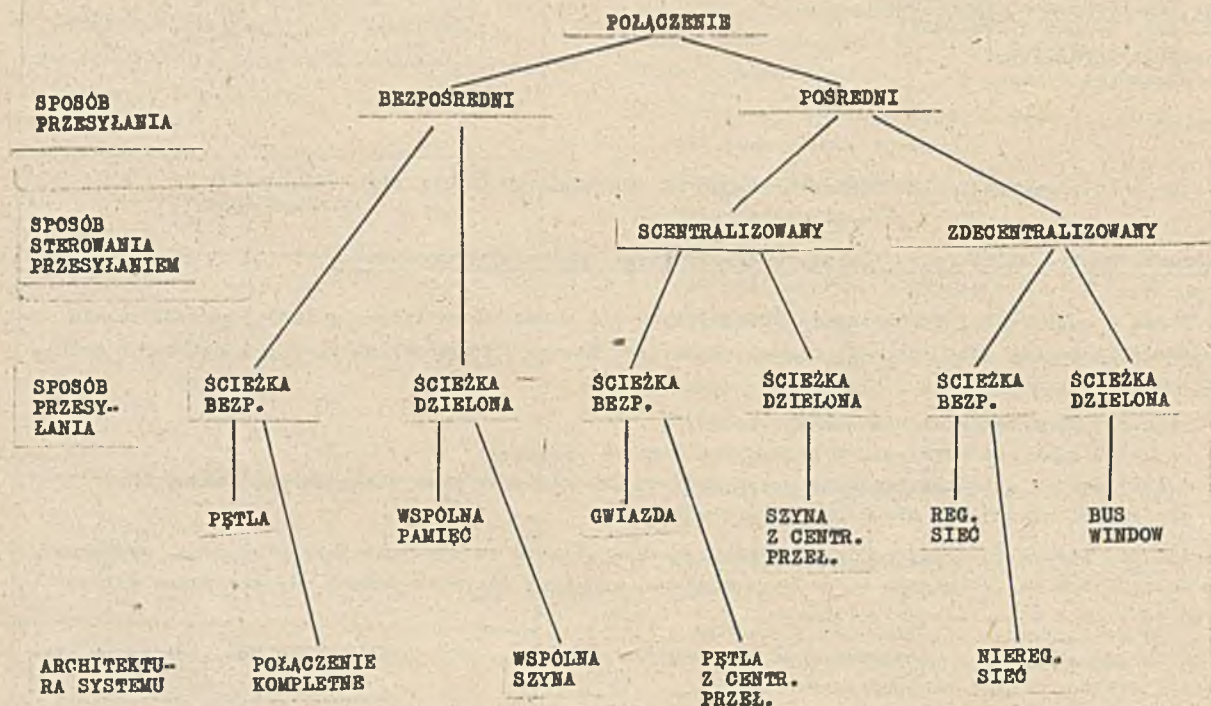 POŁĄCZENIE
BEZPOŚREDNI
POŚREDNI
SPOSÓB
PRZESYŁANIA
SPOSÓB
STEROWANIA
PRZESYŁANIEM
SCENTRALIZOWANY
ZDECENTRALIZOWANY
SPOSÓB
PRZESY-
ŁANIA
ŚCIEŻKA
BEZP.
ŚCIEŻKA
DZIELONA
ŚCIEŻKA
BEZP.
ŚCIEŻKA
DZIELONA
ŚCIEŻKA
BEZP.
ŚCIEŻKA
DZIELONA
PĘTLA
WSPÓLNA
PAMIĘĆ
GWIAZDA
SZYNA
Z CENTR.
PRZEŁ.
REG.
SIEĆ
BUS
WINDOW
ARCHITEKTU-
RA SYSTEMU
POŁĄCZENIE
KOMPLETNE
WSPÓLNA
SZYNA
PĘTLA
Z CENTR.
PRZEŁ.
NIEREG.
SIEĆ